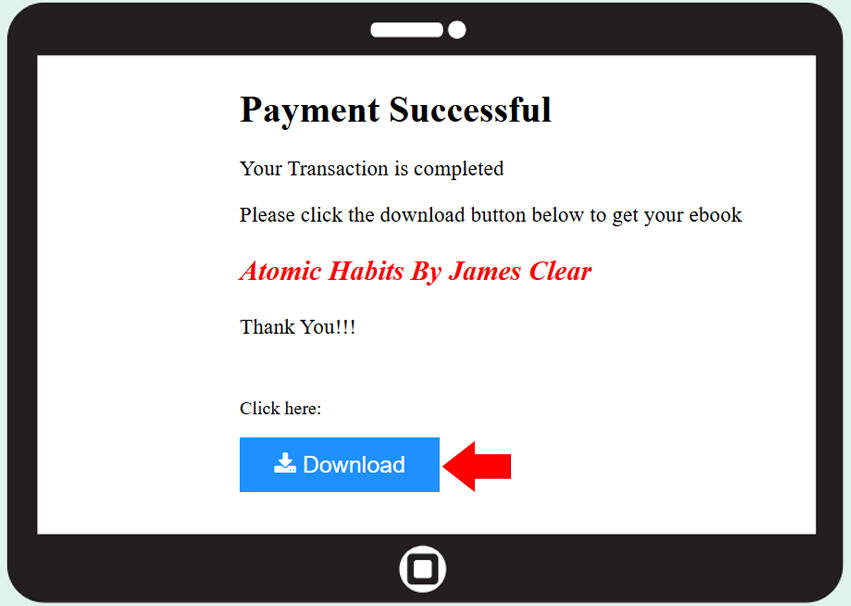 Payment Successful
Your Transaction is completed
Please click the download button below to get your ebook
Atomic Habits By James Clear
Thank You!!!
Click here:
Download